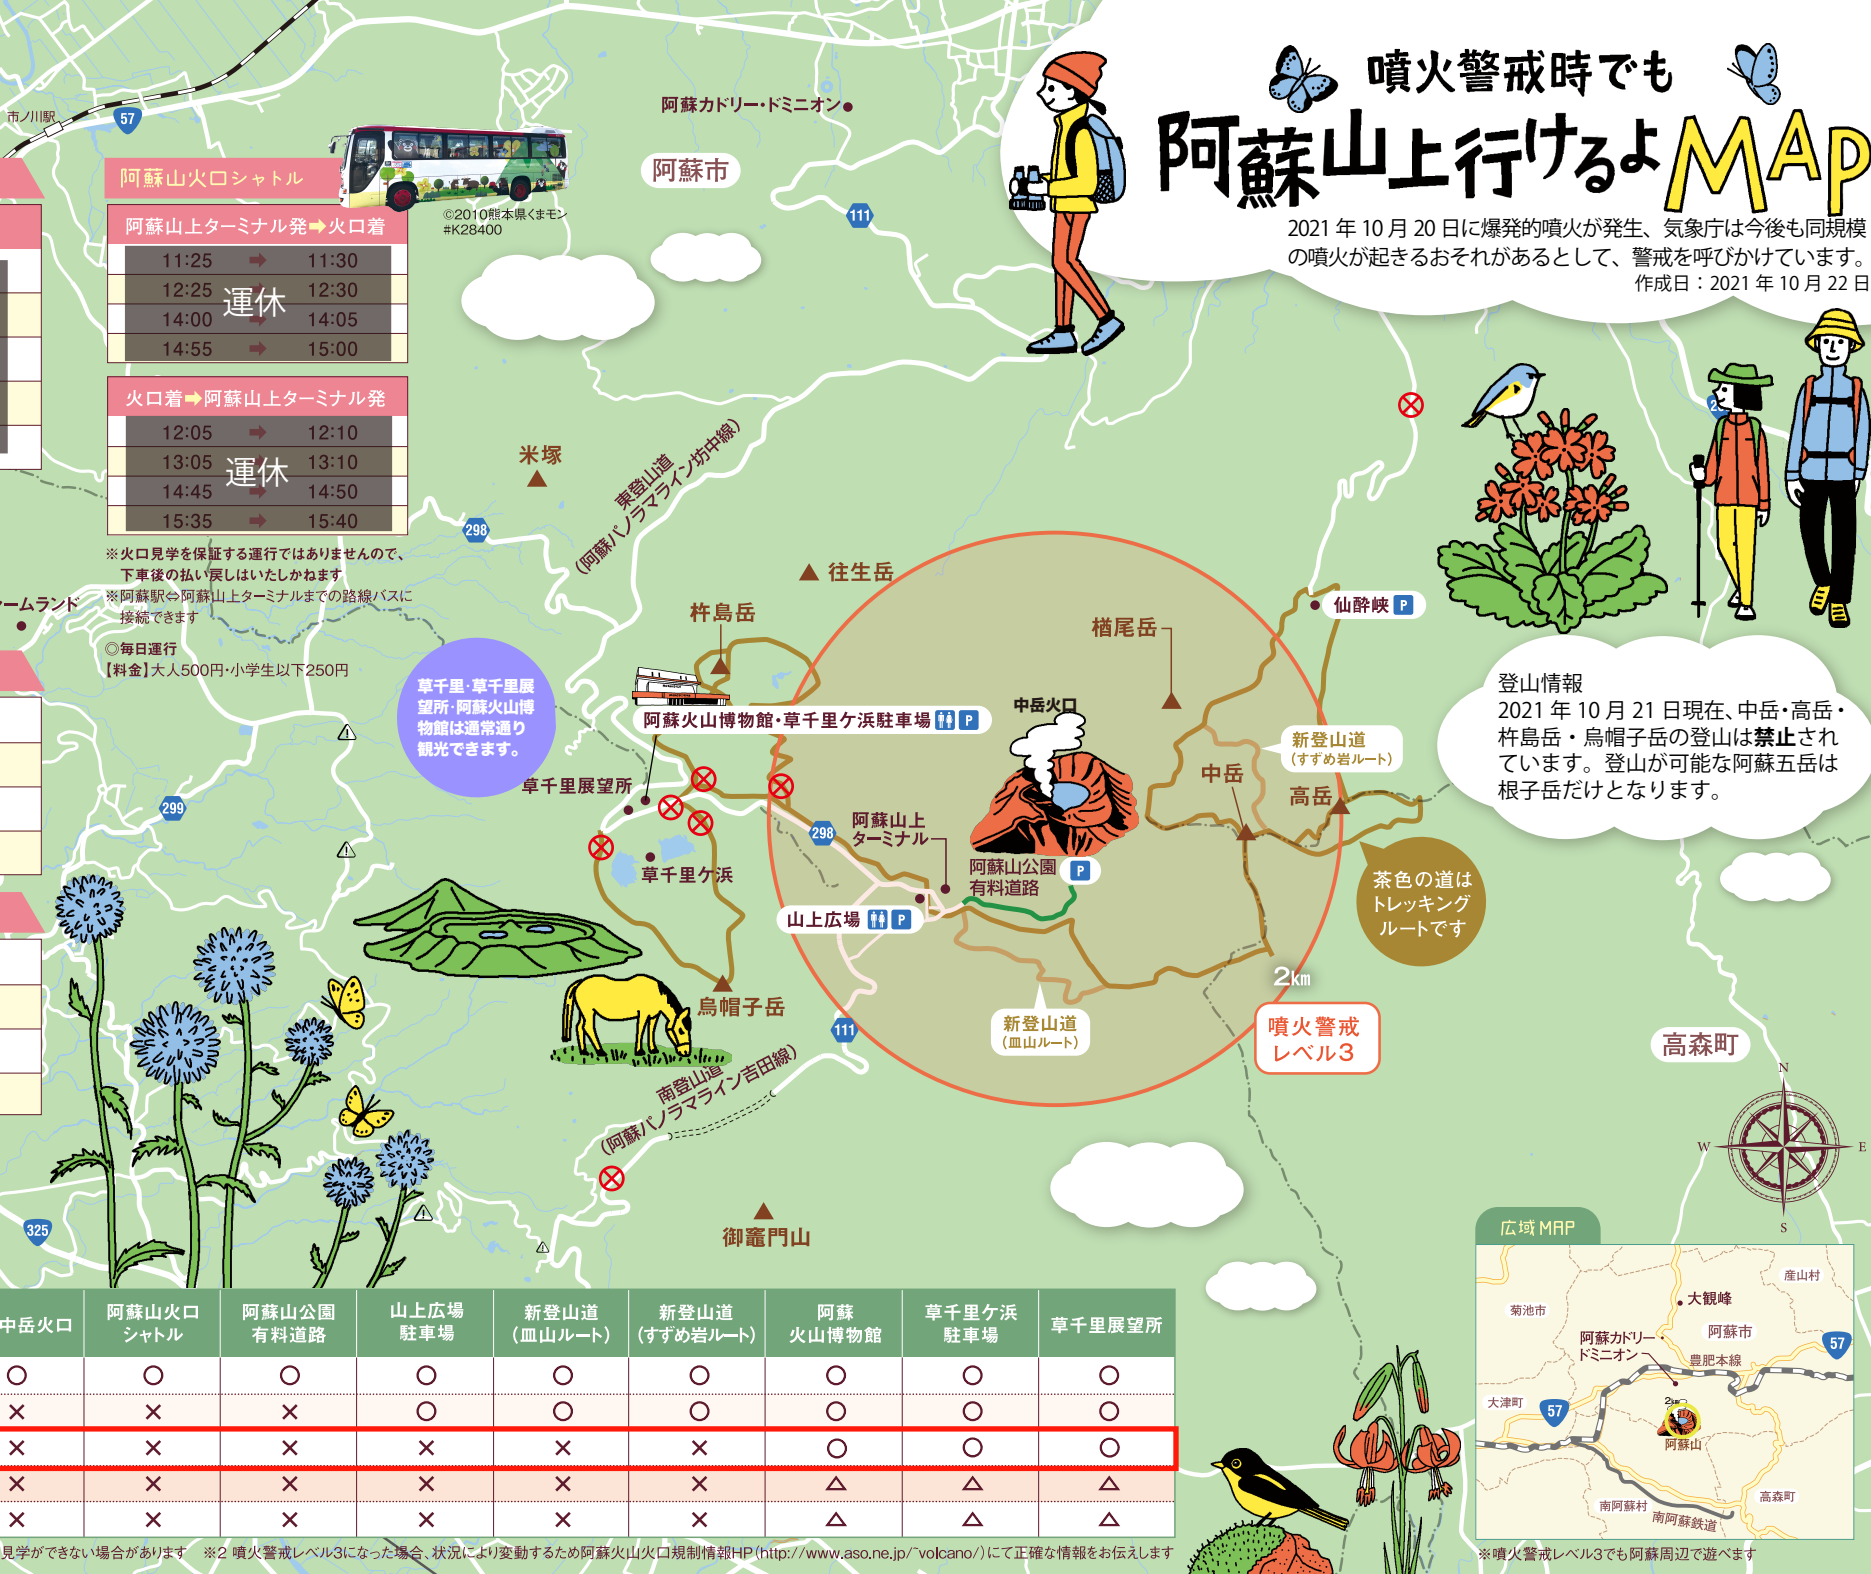 噴火警戒時でも
阿蘇山上行けるよMAP
2021年10月20日に爆発的噴火が発生、気象庁は今後も同規模
の噴火が起きるおそれがあるとして、警戒を呼びかけています。
作成日：2021年10月22日
市ノ川駅
57
阿蘇カドリー・ドミニオン
阿蘇市
111
阿蘇山火口シャトル
©2010熊本県くまモン
#K28400
阿蘇山上ターミナル発➡火口着
11:25 ➡ 11:30
12:25 ➡ 12:30
14:00 ➡ 14:05
14:55 ➡ 15:00
運休
火口着➡阿蘇山上ターミナル発
12:05 ➡ 12:10
13:05 ➡ 13:10
14:45 ➡ 14:50
15:35 ➡ 15:40
運休
※火口見学を保証する運行ではありませんので、
下車後の払い戻しはいたしかねます
※阿蘇駅⇔阿蘇山上ターミナルまでの路線バスに
接続できます
◎毎日運行
【料金】大人500円・小学生以下250円
ァームランド
米塚
298
東登山道
(阿蘇パノラマライン坊中線)
往生岳
杵島岳
楢尾岳
仙酔峡 P
草千里・草千里展
望所・阿蘇火山博
物館は通常通り
観光できます。
阿蘇火山博物館・草千里ケ浜駐車場 P
中岳火口
新登山道
(すずめ岩ルート)
中岳
高岳
登山情報
2021年10月21日現在、中岳・高岳・
杵島岳・烏帽子岳の登山は禁止され
ています。登山が可能な阿蘇五岳は
根子岳だけとなります。
草千里展望所
299
298
阿蘇山上
ターミナル
草千里ケ浜
阿蘇山公園
有料道路
P
山上広場 P
茶色の道は
トレッキング
ルートです
烏帽子岳
2km
噴火警戒
レベル3
新登山道
(皿山ルート)
111
南登山道
(阿蘇パノラマライン吉田線)
高森町
N
W
E
S
325
御竈門山
中岳火口
阿蘇山火口
シャトル
阿蘇山公園
有料道路
山上広場
駐車場
新登山道
(皿山ルート)
新登山道
(すずめ岩ルート)
阿蘇
火山博物館
草千里ケ浜
駐車場
草千里展望所
○ ○ ○ ○ ○ ○ ○ ○ ○
× × × ○ ○ ○ ○ ○ ○
× × × × × × ○ ○ ○
× × × × × × △ △ △
× × × × × × △ △ △
見学ができない場合があります ※2 噴火警戒レベル3になった場合、状況により変動するため阿蘇火山火口規制情報HP(http://www.aso.ne.jp/~volcano/)にて正確な情報をお伝えします
広域MAP
産山村
菊池市
大観峰
阿蘇カドリー・
ドミニオン
阿蘇市
57
豊肥本線
大津町
57
2km
阿蘇山
高森町
南阿蘇村
南阿蘇鉄道
※噴火警戒レベル3でも阿蘇周辺で遊べます